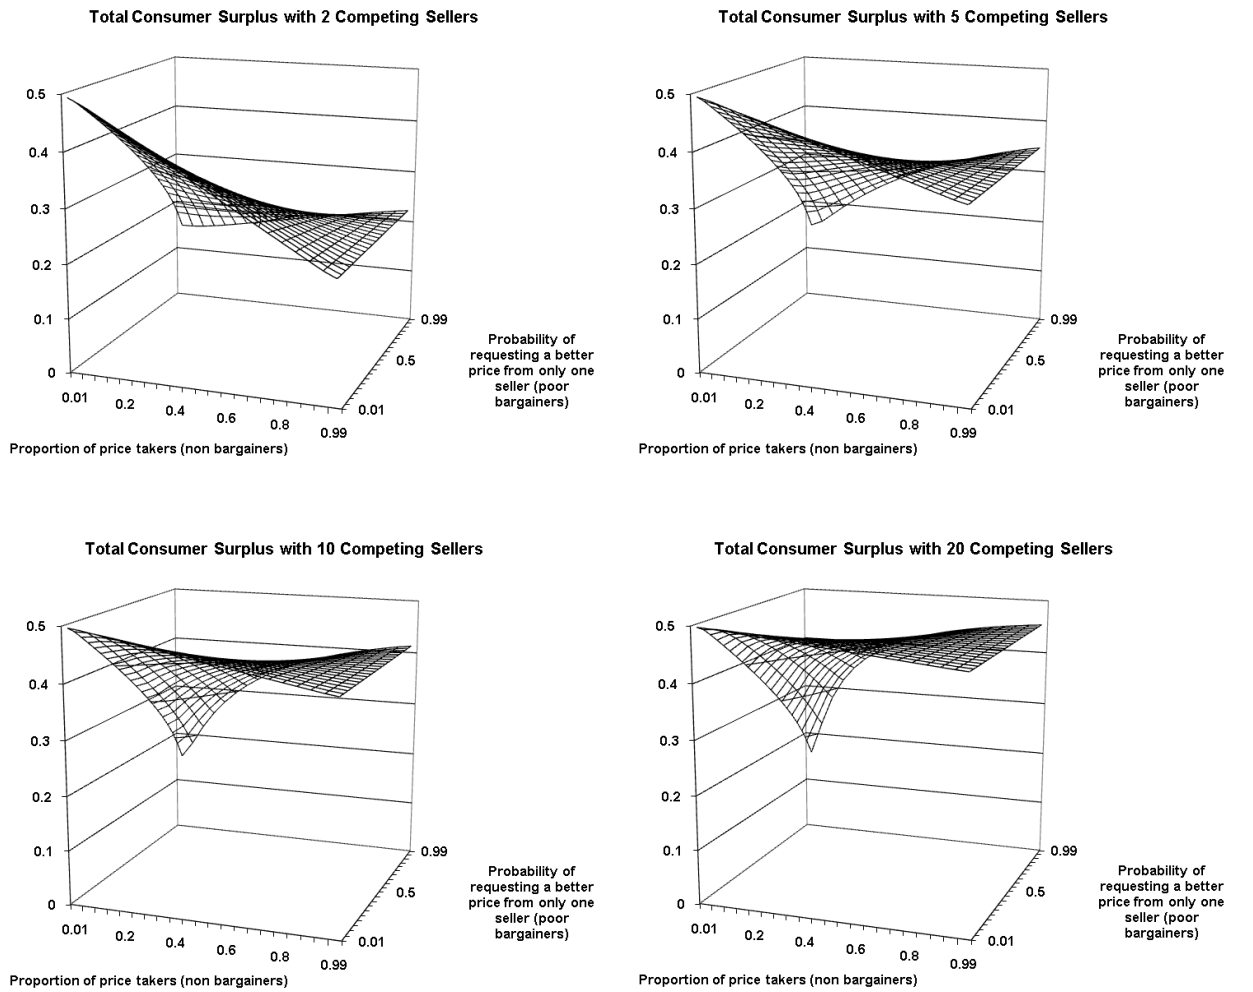 Total Consumer Surplus with 2 Competing Sellers
0.5
0.4
0.3
0.2
0.1
0
0.01
0.2
0.4
0.6
0.8
0.99
0.01
0.5
0.99
Probability of
requesting a better
price from only one
seller (poor
bargainers)
Proportion of price takers (non bargainers)
Total Consumer Surplus with 5 Competing Sellers
0.5
0.4
0.3
0.2
0.1
0
0.01
0.2
0.4
0.6
0.8
0.99
0.01
0.5
0.99
Probability of
requesting a better
price from only one
seller (poor
bargainers)
Proportion of price takers (non bargainers)
Total Consumer Surplus with 10 Competing Sellers
0.5
0.4
0.3
0.2
0.1
0
0.01
0.2
0.4
0.6
0.8
0.99
0.01
0.5
0.99
Probability of
requesting a better
price from only one
seller (poor
bargainers)
Proportion of price takers (non bargainers)
Total Consumer Surplus with 20 Competing Sellers
0.5
0.4
0.3
0.2
0.1
0
0.01
0.2
0.4
0.6
0.8
0.99
0.01
0.5
0.99
Probability of
requesting a better
price from only one
seller (poor
bargainers)
Proportion of price takers (non bargainers)